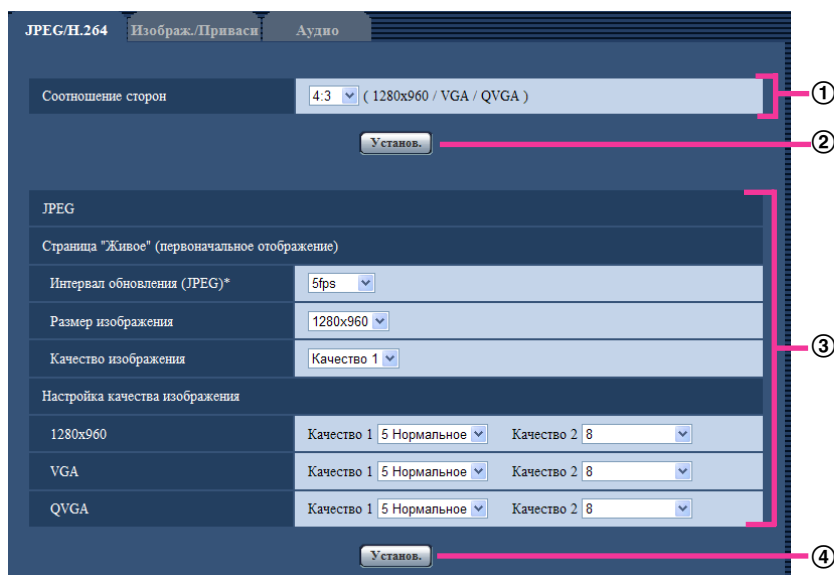 JPEG/H.264 Изображ./Приваси Аудио
Соотношение сторон 4:3 ( 1280x960 / VGA / QVGA ) ①
Установ. ②
JPEG
Страница "Живое" (первоначальное отображение)
Интервал обновления (JPEG)* 5fps
Размер изображения 1280x960
Качество изображения Качество 1 ③
Настройка качества изображения
1280x960 Качество 1 5 Нормальное Качество 2 8
VGA Качество 1 5 Нормальное Качество 2 8
QVGA Качество 1 5 Нормальное Качество 2 8
Установ. ④